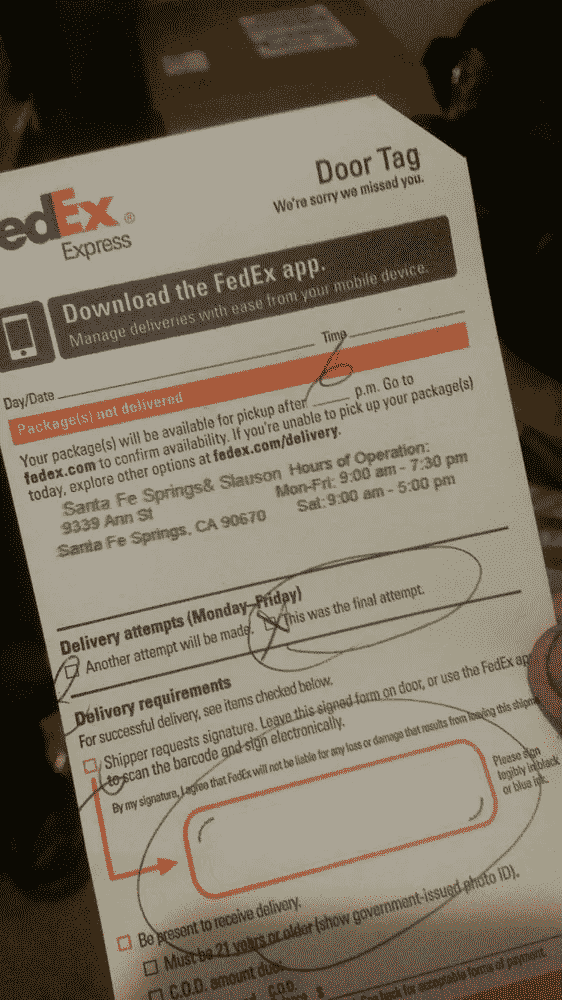 edEx®
Express
Door Tag
We're sorry we missed you.
Download the FedEx app.
Manage deliveries with ease from your mobile device.
Day/Date Time
Package(s) not delivered
Your package(s) will be available for pickup after 6 p.m. Go to
fedex.com to confirm availability. If you're unable to pick up your package(s)
today, explore other options at fedex.com/delivery.
Santa Fe Springs& Slauson Hours of Operation:
9339 Ann St Mon-Fri: 9:00 am - 7:30 pm
Santa Fe Springs, CA 90670 Sat: 9:00 am - 5:00 pm
Delivery attempts (Monday-Friday)
Another attempt will be made. This was the final attempt.
Delivery requirements
For successful delivery, see items checked below.
Shipper requests signature. Leave this signed form on door, or use the FedEx ap
to scan the barcode and sign electronically.
By my signature, I agree that FedEx will not be liable for any loss or damage that results from leaving this shipme
Please sign
legibly in black
or blue ink.
Be present to receive delivery.
Must be 21 years or older (show government-issued photo ID).
C.O.D. amount due
C.O.D. $ back for acceptable forms of payment.